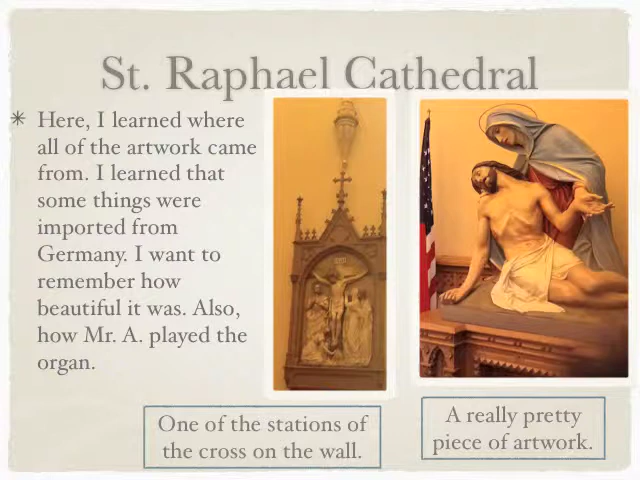 St. Raphael Cathedral
Here, I learned where
all of the artwork came
from. I learned that
some things were
imported from
Germany. I want to
remember how
beautiful it was. Also,
how Mr. A. played the
organ.
One of the stations of
the cross on the wall.
A really pretty
piece of artwork.